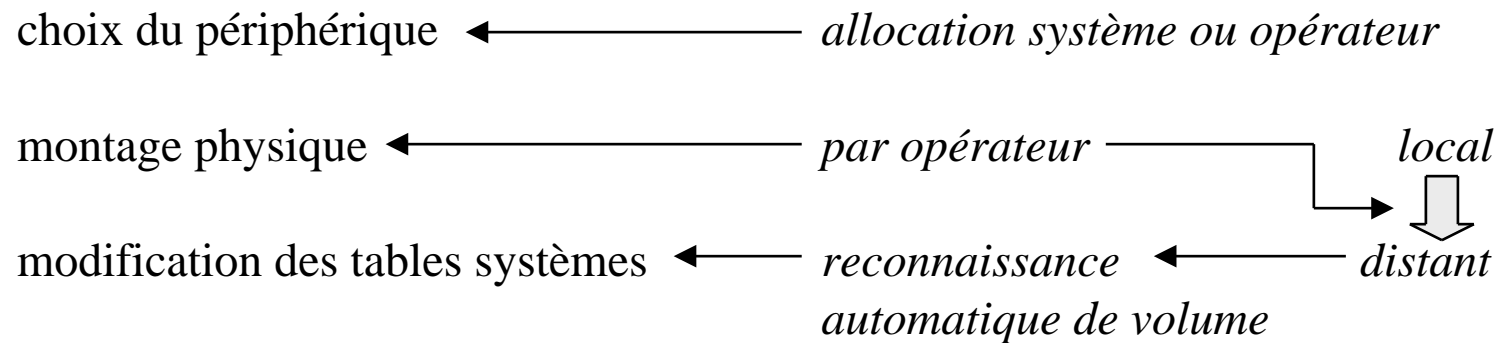 choix du périphérique allocation système ou opérateur
montage physique par opérateur local
modification des tables systèmes reconnaissance distant
automatique de volume